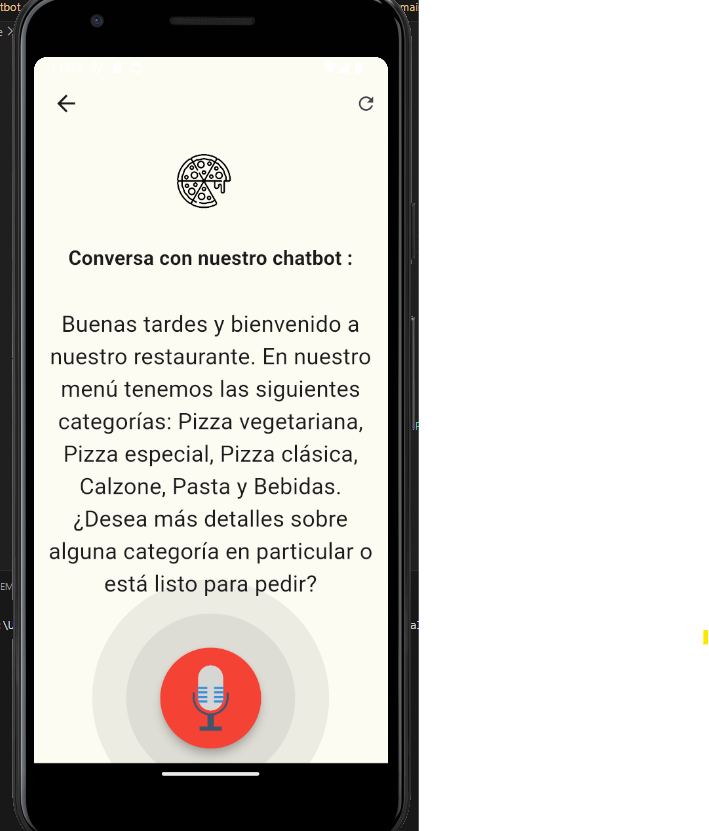 Conversa con nuestro chatbot :
Buenas tardes y bienvenido a
nuestro restaurante. En nuestro
menú tenemos las siguientes
categorías: Pizza vegetariana,
Pizza especial, Pizza clásica,
Calzone, Pasta y Bebidas.
¿Desea más detalles sobre
alguna categoría en particular o
está listo para pedir?